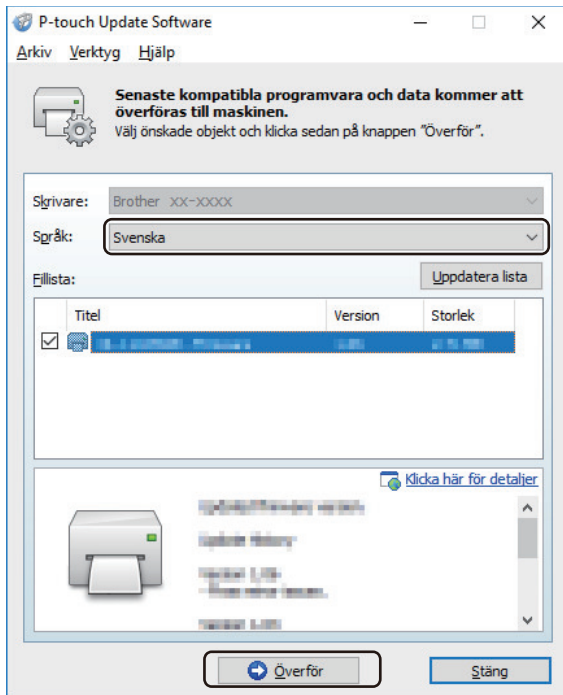 P-touch Update Software
Arkiv Verktyg Hjälp
Senaste kompatibla programvara och data kommer att
överföras till maskinen.
Välj önskade objekt och klicka sedan på knappen "Överför".
Skrivare: Brother XX-XXXX
Språk: Svenska
Fillista: Uppdatera lista
Titel Version Storlek
Klicka här för detaljer
Överför Stäng